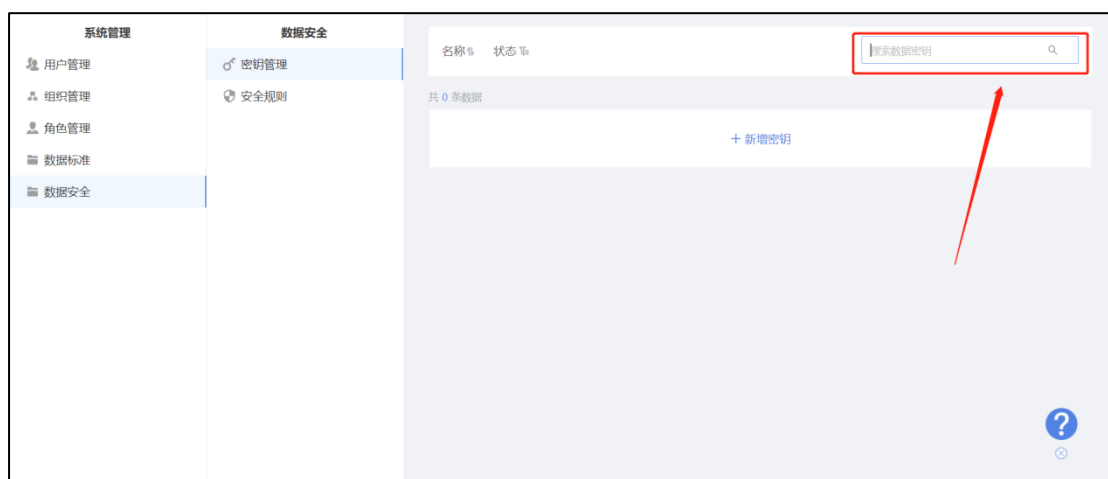 系统管理
用户管理
组织管理
角色管理
数据标准
数据安全
数据安全
密钥管理
安全规则
名称 状态
搜索数据密钥
共 0 条数据
+ 新增密钥